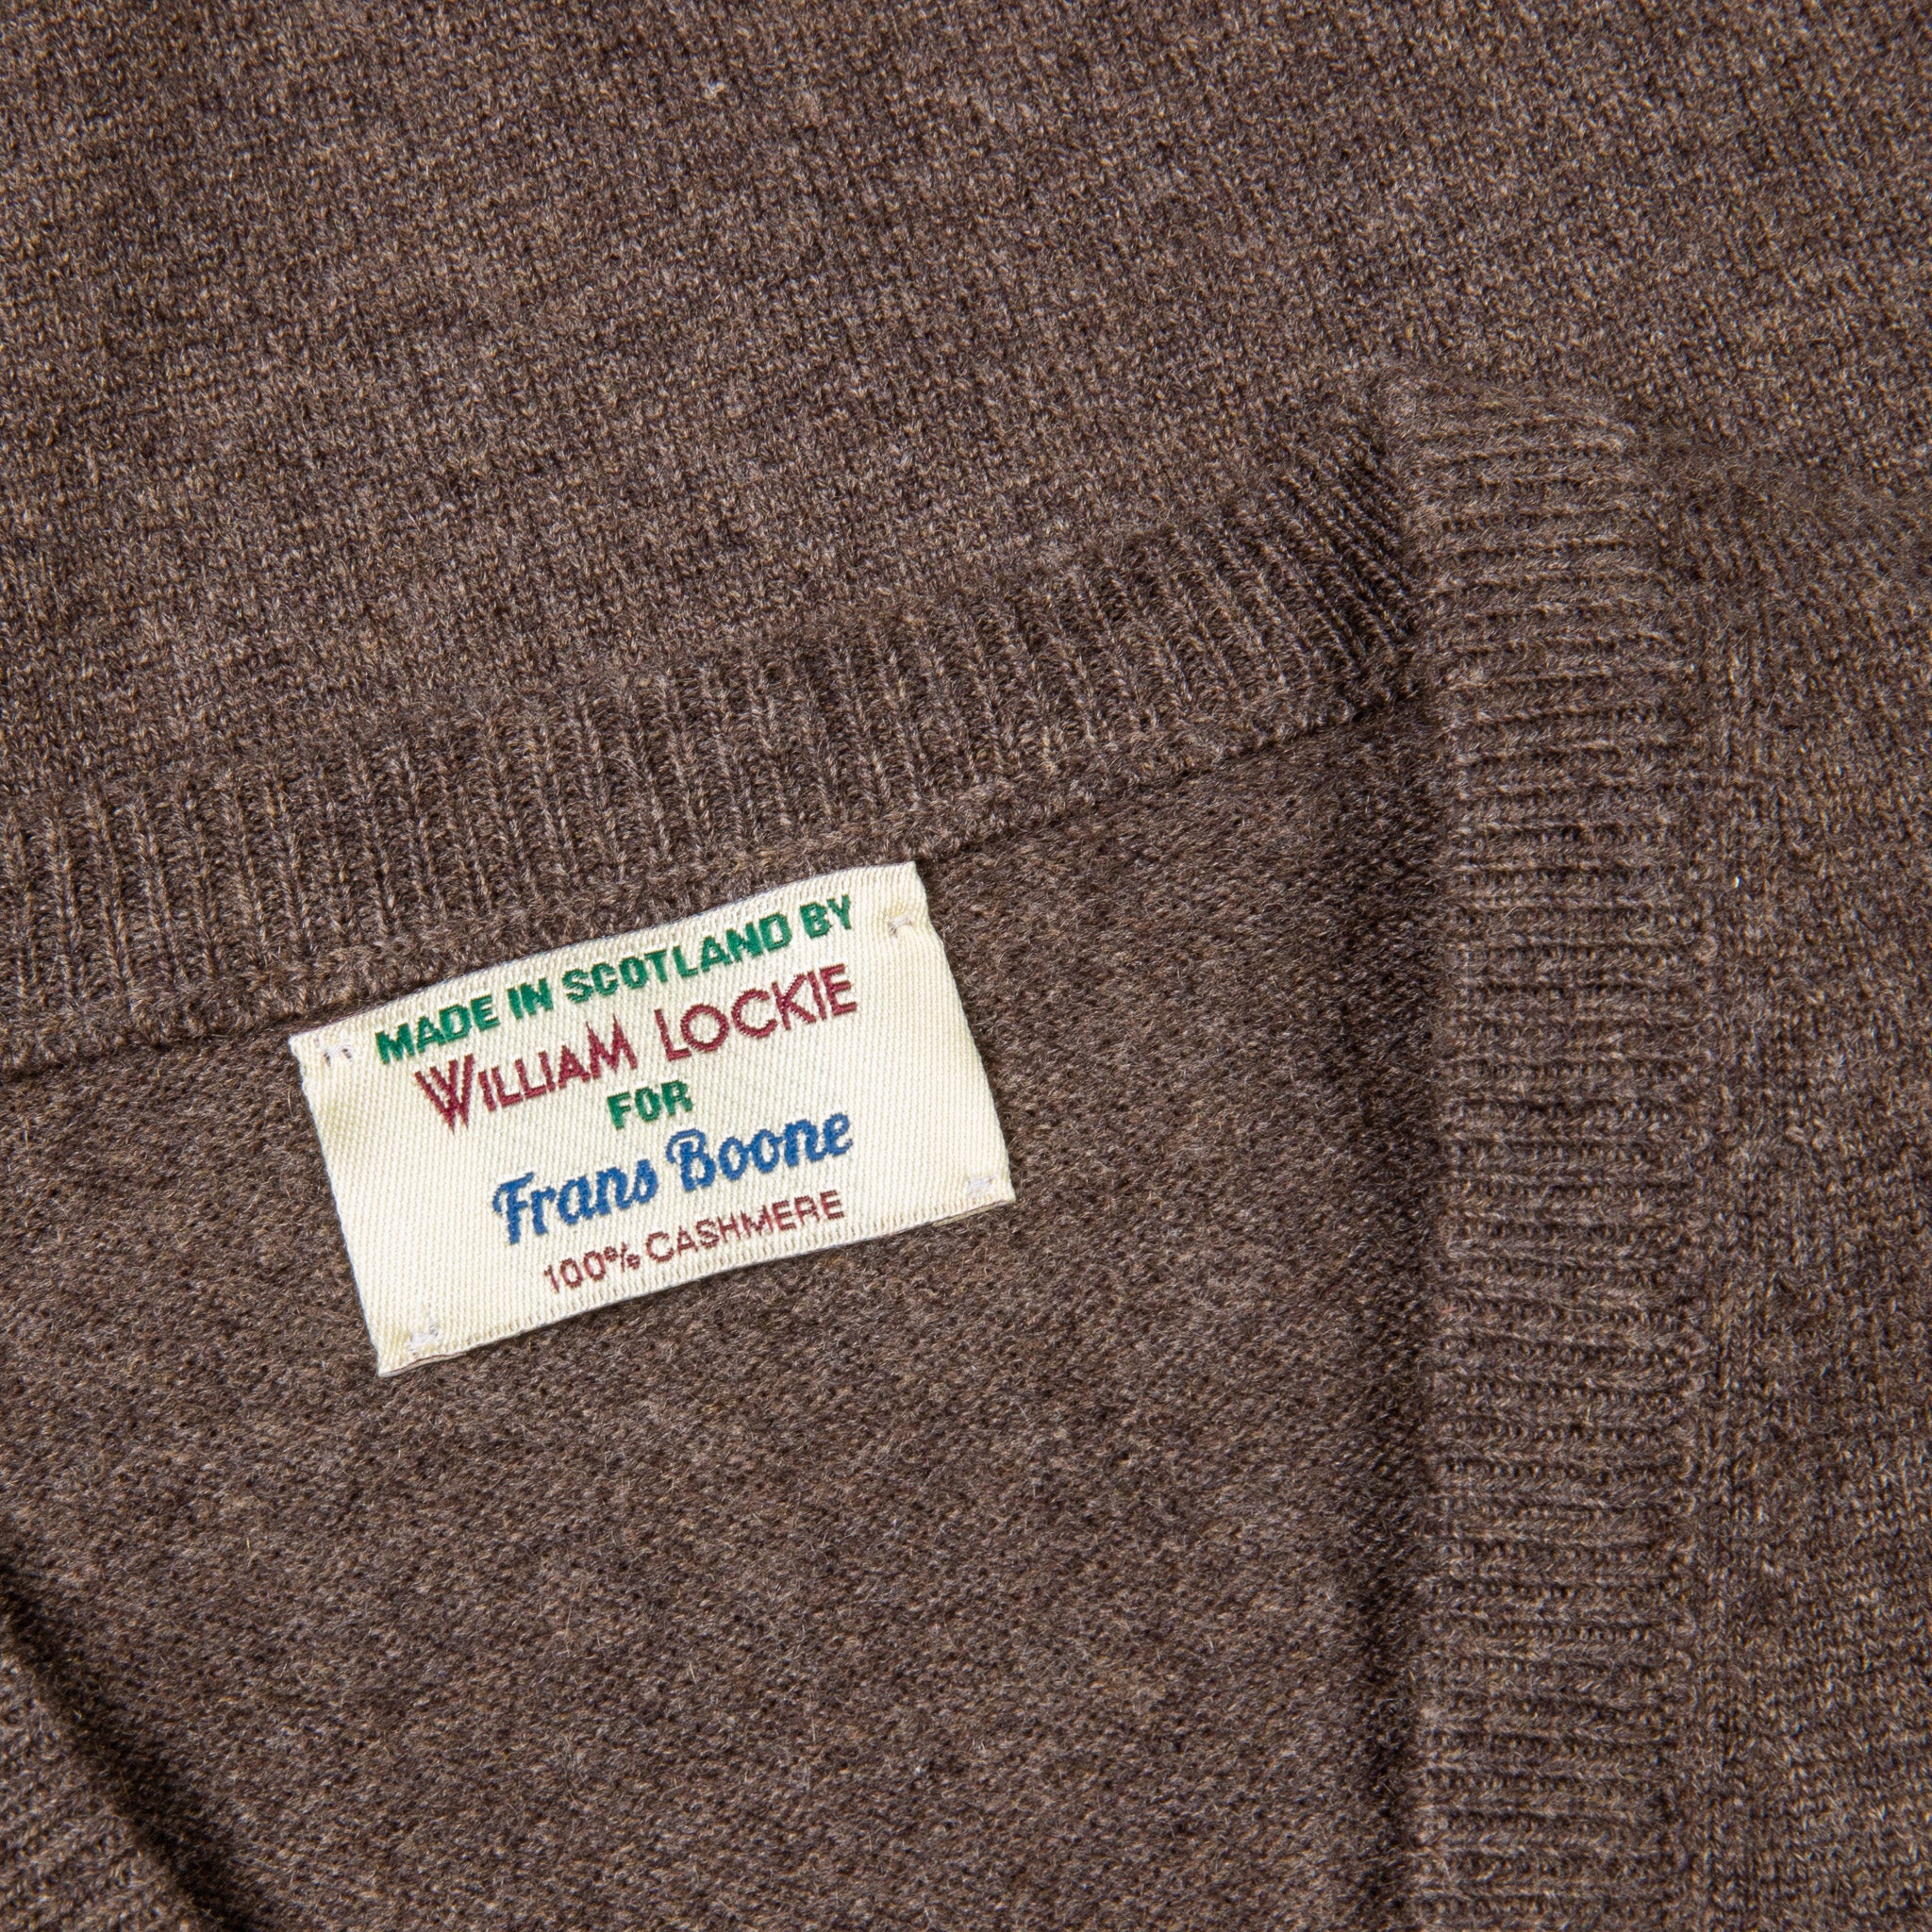 MADE IN SCOTLAND BY
WILLIAM LOCKIE
FOR
Frans Boone
100% CASHMERE